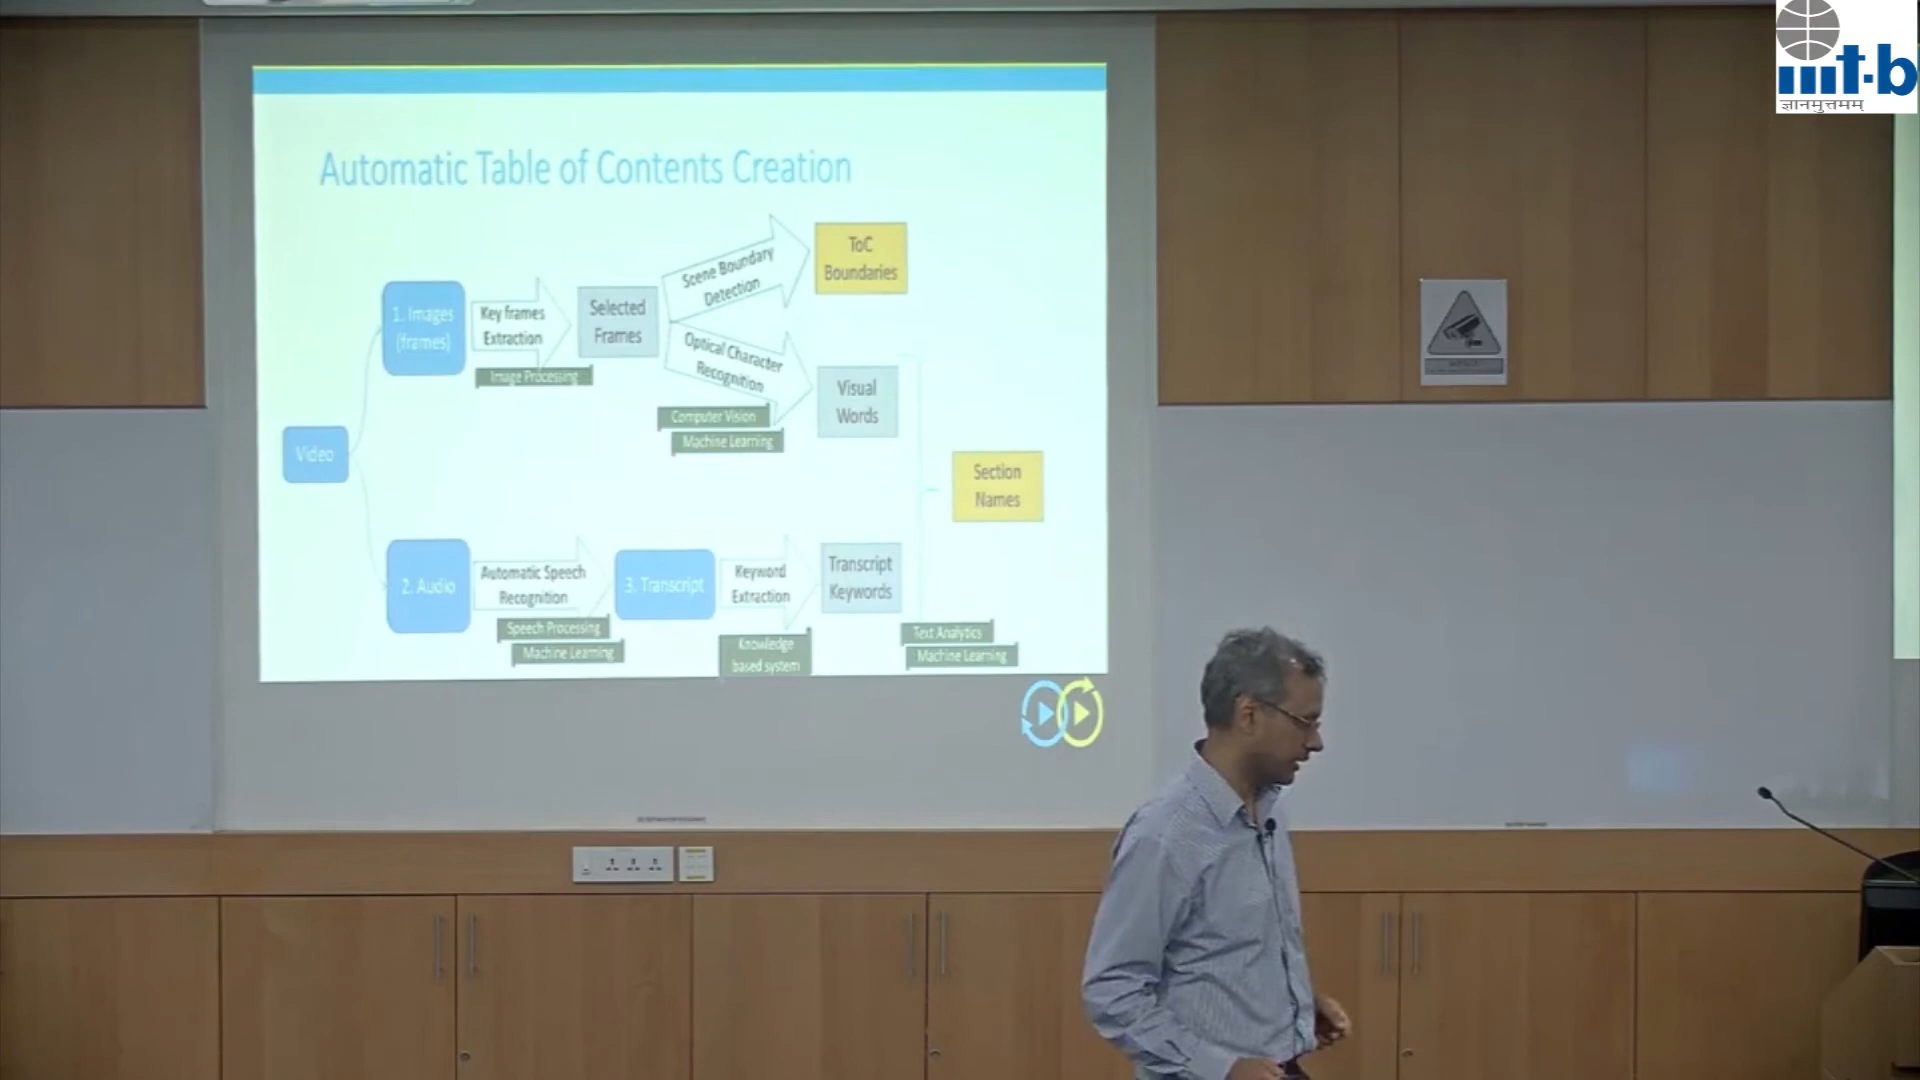 iiit-b
ज्ञानमुत्तमम्
Automatic Table of Contents Creation
Scene Boundary
Detection
ToC
Boundaries
1. Images
(frames)
Key frames
Extraction
Selected
Frames
Image Processing
Optical Character
Recognition
Visual
Words
Computer Vision
Machine Learning
Video
Section
Names
2. Audio
Automatic Speech
Recognition
3. Transcript
Keyword
Extraction
Transcript
Keywords
Speech Processing
Machine Learning
Knowledge
based system
Text Analytics
Machine Learning